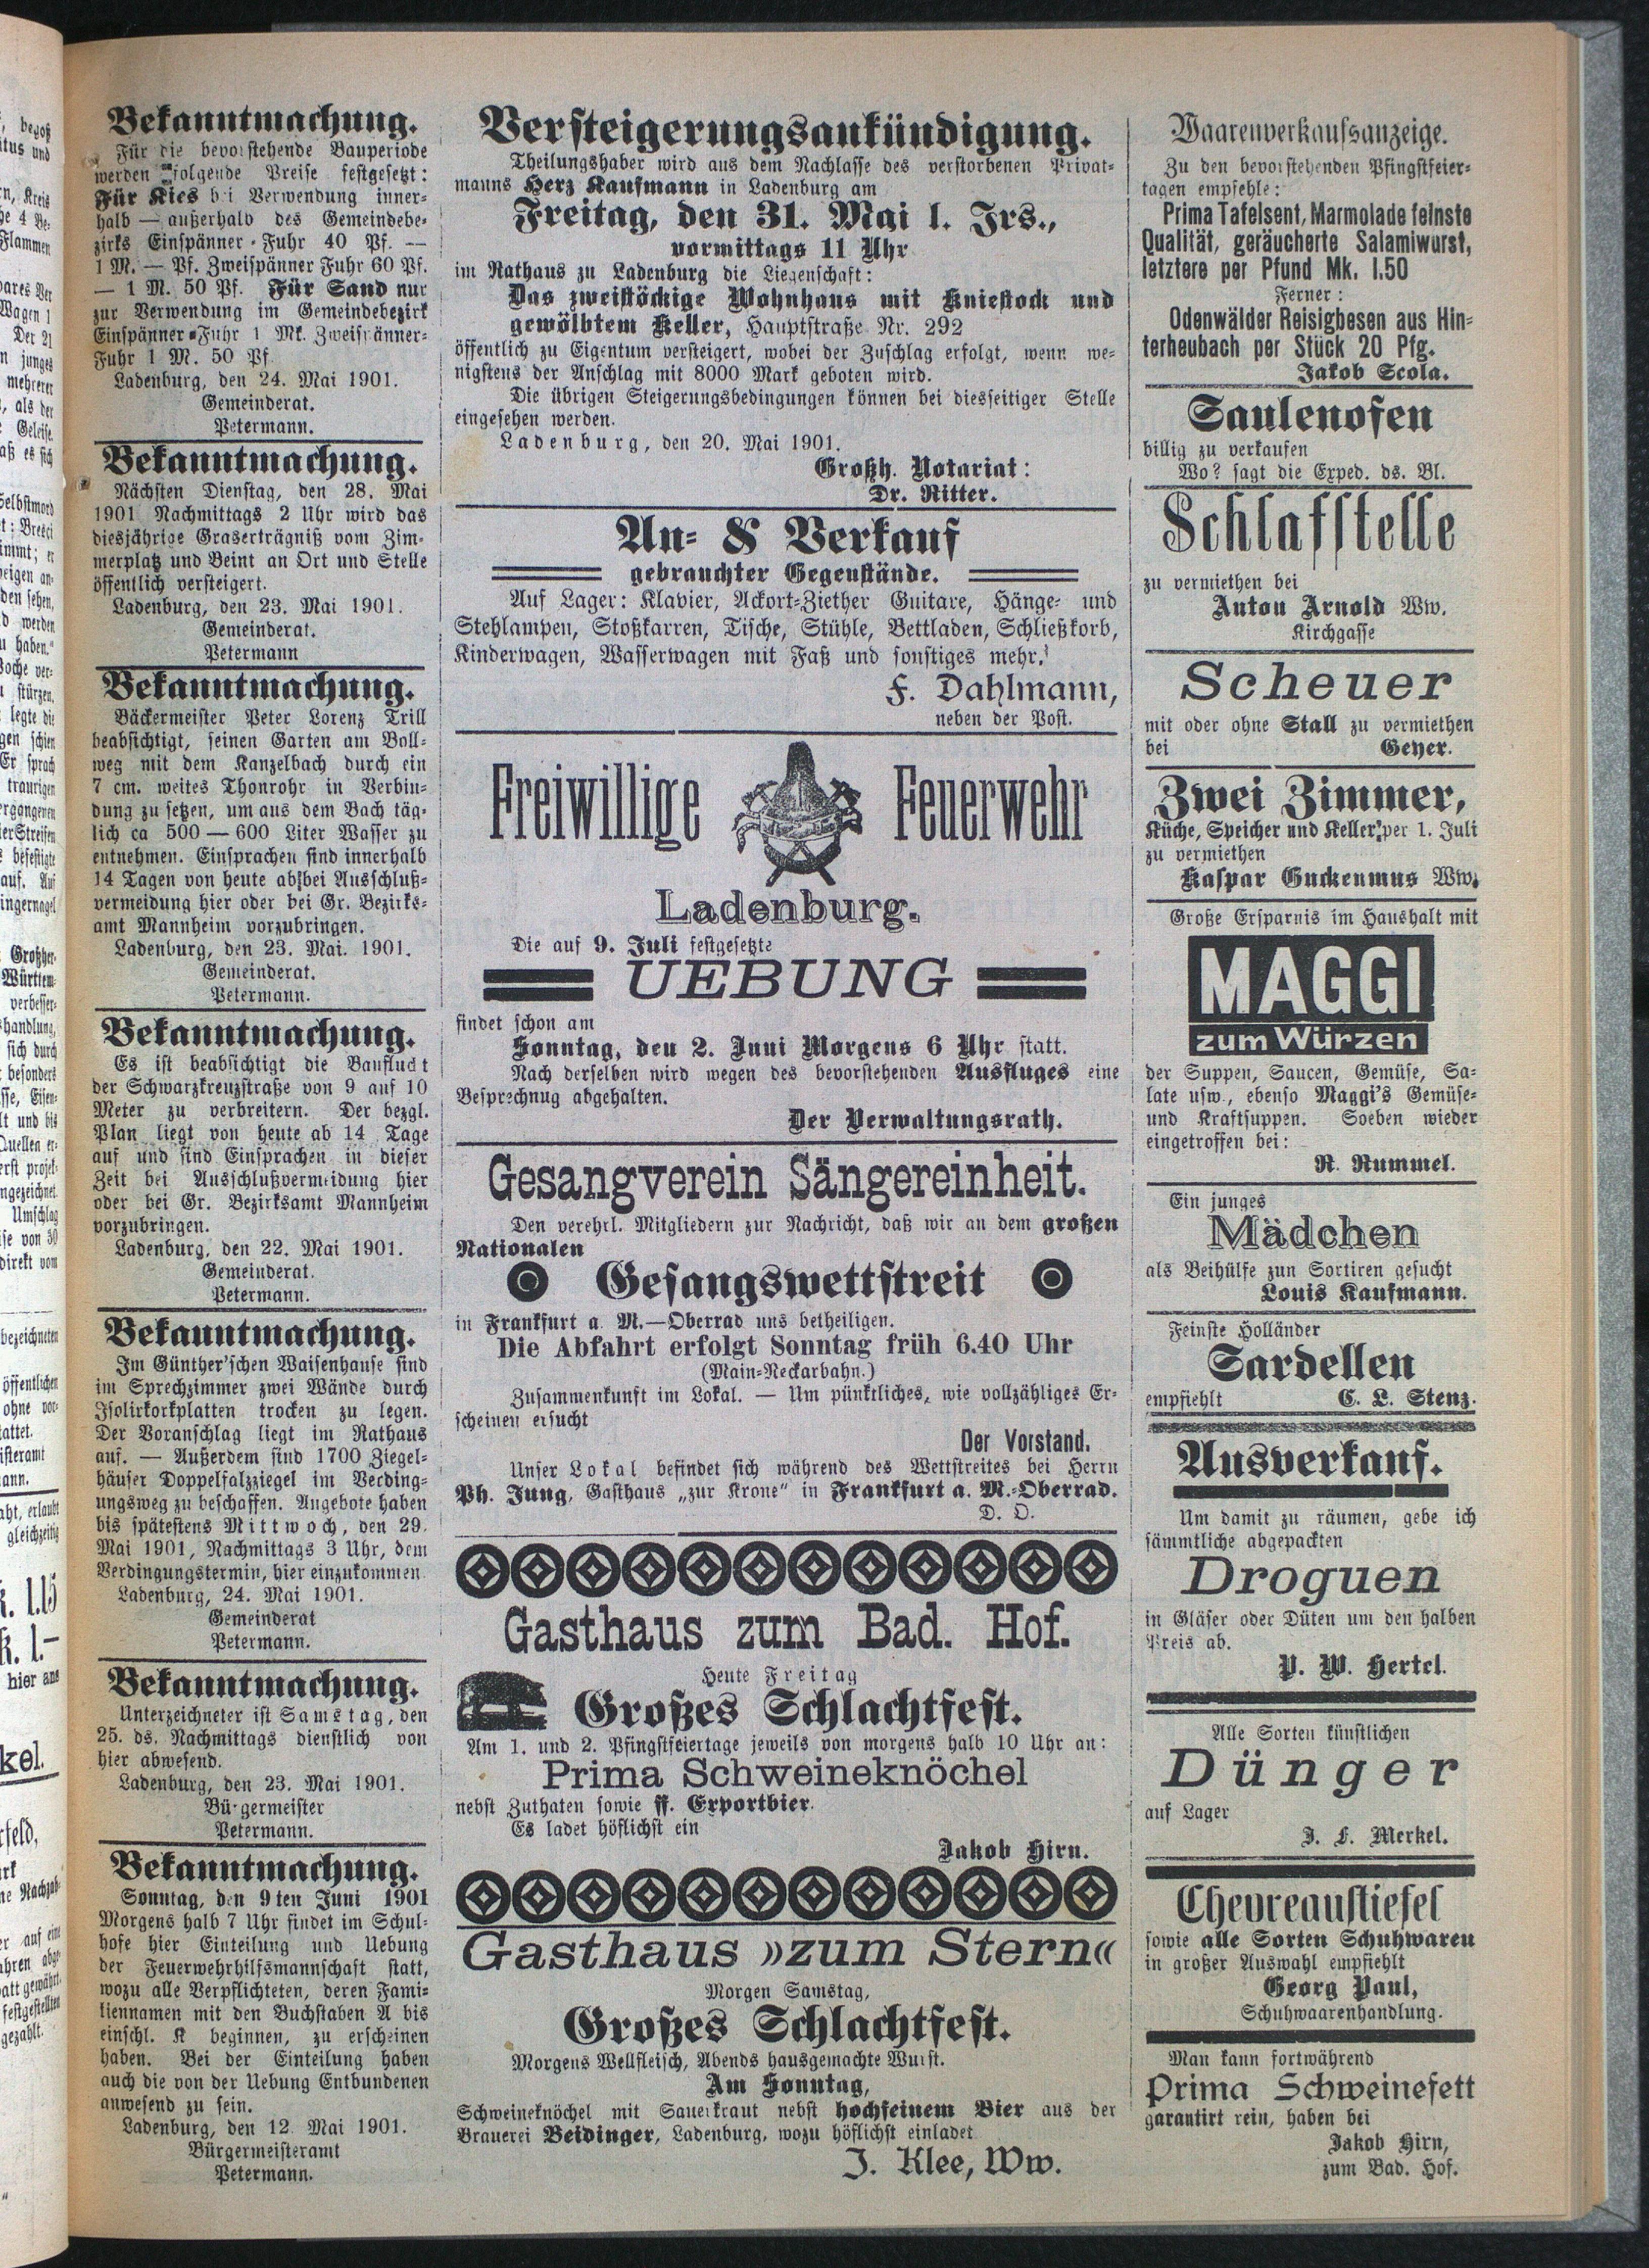 Bekanntmachung.
Für die bevorstehende Bauperiode
werden folgende Preise festgesetzt:
Für Kies bei Verwendung inner-
halb — außerhalb des Gemeindebe-
zirks Einspänner-Fuhr 40 Pf. —
1 M. — Pf. Zweispänner Fuhr 60 Pf.
— 1 M. 50 Pf. Für Sand nur
zur Verwendung im Gemeindebezirk
Einspänner-Fuhr 1 Mk. Zweispänner-
Fuhr 1 M. 50 Pf.
Ladenburg, den 24. Mai 1901.
Gemeinderat.
Petermann.
Bekanntmachung.
Nächsten Dienstag, den 28. Mai
1901 Nachmittags 2 Uhr wird das
diesjährige Graserträgniß vom Zim-
merplatz und Beint an Ort und Stelle
öffentlich versteigert.
Ladenburg, den 23. Mai 1901.
Gemeinderat.
Petermann
Bekanntmachung.
Bäckermeister Peter Lorenz Trill
beabsichtigt, seinen Garten am Boll-
weg mit dem Kanzelbach durch ein
7 cm. weites Thonrohr in Verbin-
dung zu setzen, um aus dem Bach täg-
lich ca 500 — 600 Liter Wasser zu
entnehmen. Einsprachen sind innerhalb
14 Tagen von heute ab bei Ausschluß-
vermeidung hier oder bei Gr. Bezirks-
amt Mannheim vorzubringen.
Ladenburg, den 23. Mai. 1901.
Gemeinderat.
Petermann.
Bekanntmachung.
Es ist beabsichtigt die Baufluct
der Schwarzkreuzstraße von 9 auf 10
Meter zu verbreitern. Der bezgl.
Plan liegt von heute ab 14 Tage
auf und sind Einsprachen in dieser
Zeit bei Ausschlußvermeidung hier
oder bei Gr. Bezirksamt Mannheim
vorzubringen.
Ladenburg, den 22. Mai 1901.
Gemeinderat.
Petermann.
Bekanntmachung.
Im Günther'schen Waisenhause sind
im Sprechzimmer zwei Wände durch
Isolirkorkplatten trocken zu legen.
Der Voranschlag liegt im Rathaus
auf. — Außerdem sind 1700 Ziegel-
häuser Doppelfalzziegel im Verding-
ungsweg zu beschaffen. Angebote haben
bis spätestens Mittwoch, den 29.
Mai 1901, Nachmittags 3 Uhr, dem
Verdingungstermin, hier einzukommen
Ladenburg, 24. Mai 1901.
Gemeinderat
Petermann.
Bekanntmachung.
Unterzeichneter ist Samstag, den
25. ds. Nachmittags dienstlich von
hier abwesend.
Ladenburg, den 23. Mai 1901.
Bürgermeister
Petermann.
Bekanntmachung.
Sonntag, den 9ten Juni 1901
Morgens halb 7 Uhr findet im Schul-
hofe hier Einteilung und Uebung
der Feuerwehrhilfsmannschaft statt,
wozu alle Verpflichteten, deren Fami-
liennamen mit den Buchstaben A bis
einschl. K beginnen, zu erscheinen
haben. Bei der Einteilung haben
auch die von der Uebung Entbundenen
anwesend zu sein.
Ladenburg, den 12. Mai 1901.
Bürgermeisteramt
Petermann.
Versteigerungsankündigung.
Theilungshaber wird aus dem Nachlasse des verstorbenen Privat-
manns Herz Kaufmann in Ladenburg am
Freitag, den 31. Mai l. Jrs.,
vormittags 11 Uhr
im Rathaus zu Ladenburg die Liegenschaft:
Das zweistöckige Wohnhaus mit Kniestock und
gewölbtem Keller, Hauptstraße Nr. 292
öffentlich zu Eigentum versteigert, wobei der Zuschlag erfolgt, wenn we-
nigstens der Anschlag mit 8000 Mark geboten wird.
Die übrigen Steigerungsbedingungen können bei diesseitiger Stelle
eingesehen werden.
Ladenburg, den 20. Mai 1901.
Großh. Notariat:
Dr. Ritter.
An- & Verkauf
gebrauchter Gegenstände.
Auf Lager: Klavier, Ackort-Ziether Guitare, Hänge- und
Stehlampen, Stoßkarren, Tische, Stühle, Bettladen, Schließkorb,
Kinderwagen, Wasserwagen mit Faß und sonstiges mehr.
F. Dahlmann,
neben der Post.
Freiwillige Feuerwehr
Ladenburg.
Die auf 9. Juli festgesetzte
UEBUNG
findet schon am
Sonntag, den 2. Juni Morgens 6 Uhr statt.
Nach derselben wird wegen des bevorstehenden Ausfluges eine
Besprechnug abgehalten.
Der Verwaltungsrath.
Gesangverein Sängereinheit.
Den verehrl. Mitgliedern zur Nachricht, daß wir an dem großen
Nationalen
Gesangswettstreit
in Frankfurt a. M.—Oberrad uns betheiligen.
Die Abfahrt erfolgt Sonntag früh 6.40 Uhr
(Main-Neckarbahn.)
Zusammenkunft im Lokal. — Um pünktliches, wie vollzähliges Er-
scheinen ersucht
Der Vorstand.
Unser Lokal befindet sich während des Wettstreites bei Herrn
Ph. Jung, Gasthaus „zur Krone" in Frankfurt a. M.-Oberrad.
D. O.
Gasthaus zum Bad. Hof.
Heute Freitag
Großes Schlachtfest.
Am 1. und 2. Pfingstfeiertage jeweils von morgens halb 10 Uhr an:
Prima Schweineknöchel
nebst Zuthaten sowie ff. Exportbier.
Es ladet höflichst ein
Jakob Hirn.
Gasthaus »zum Stern«
Morgen Samstag,
Großes Schlachtfest.
Morgens Wellfleisch, Abends hausgemachte Wurst.
Am Sonntag,
Schweineknöchel mit Sauerkraut nebst hochfeinem Bier aus der
Brauerei Beidinger, Ladenburg, wozu höflichst einladet
J. Klee, Ww.
Waarenverkaufsanzeige.
Zu den bevorstehenden Pfingstfeier-
tagen empfehle:
Prima Tafelsent, Marmolade feinste
Qualität, geräucherte Salamiwurst,
letztere per Pfund Mk. 1.50
Ferner:
Odenwälder Reisigbesen aus Hin-
terheubach per Stück 20 Pfg.
Jakob Scola.
Saulenofen
billig zu verkaufen
Wo? sagt die Exped. ds. Bl.
Schlafstelle
zu vermiethen bei
Anton Arnold Ww.
Kirchgasse
Scheuer
mit oder ohne Stall zu vermiethen
bei Geyer.
Zwei Zimmer,
Küche, Speicher und Keller per 1. Juli
zu vermiethen
Kaspar Guckenmus Ww.
Große Ersparnis im Haushalt mit
MAGGI
zum Würzen
der Suppen, Saucen, Gemüse, Sa-
late usw., ebenso Maggi's Gemüse-
und Kraftsuppen. Soeben wieder
eingetroffen bei:
R. Rummel.
Ein junges
Mädchen
als Beihülfe zun Sortiren gesucht
Louis Kaufmann.
Feinste Holländer
Sardellen
empfiehlt C. L. Stenz.
Ausverkauf.
Um damit zu räumen, gebe ich
sämmtliche abgepackten
Droguen
in Gläser oder Düten um den halben
Preis ab.
P. W. Hertel.
Alle Sorten künstlichen
Dünger
auf Lager
J. F. Merkel.
Chevreaustiefel
sowie alle Sorten Schuhwaren
in großer Auswahl empfiehlt
Georg Paul,
Schuhwaarenhandlung.
Man kann fortwährend
Prima Schweinefett
garantirt rein, haben bei
Jakob Hirn,
zum Bad. Hof.